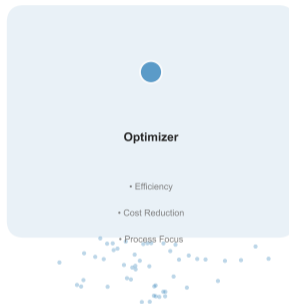 Optimizer
• Efficiency
• Cost Reduction
• Process Focus